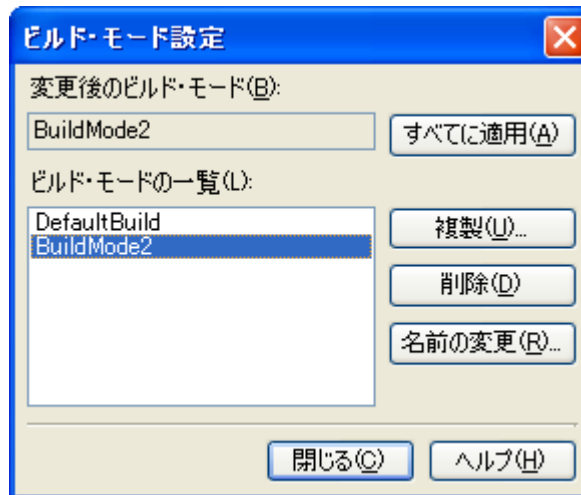 ビルド・モード設定
変更後のビルド・モード(B):
BuildMode2
すべてに適用(A)
ビルド・モードの一覧(L):
DefaultBuild
BuildMode2
複製(U)...
削除(D)
名前の変更(R)...
閉じる(C)
ヘルプ(H)